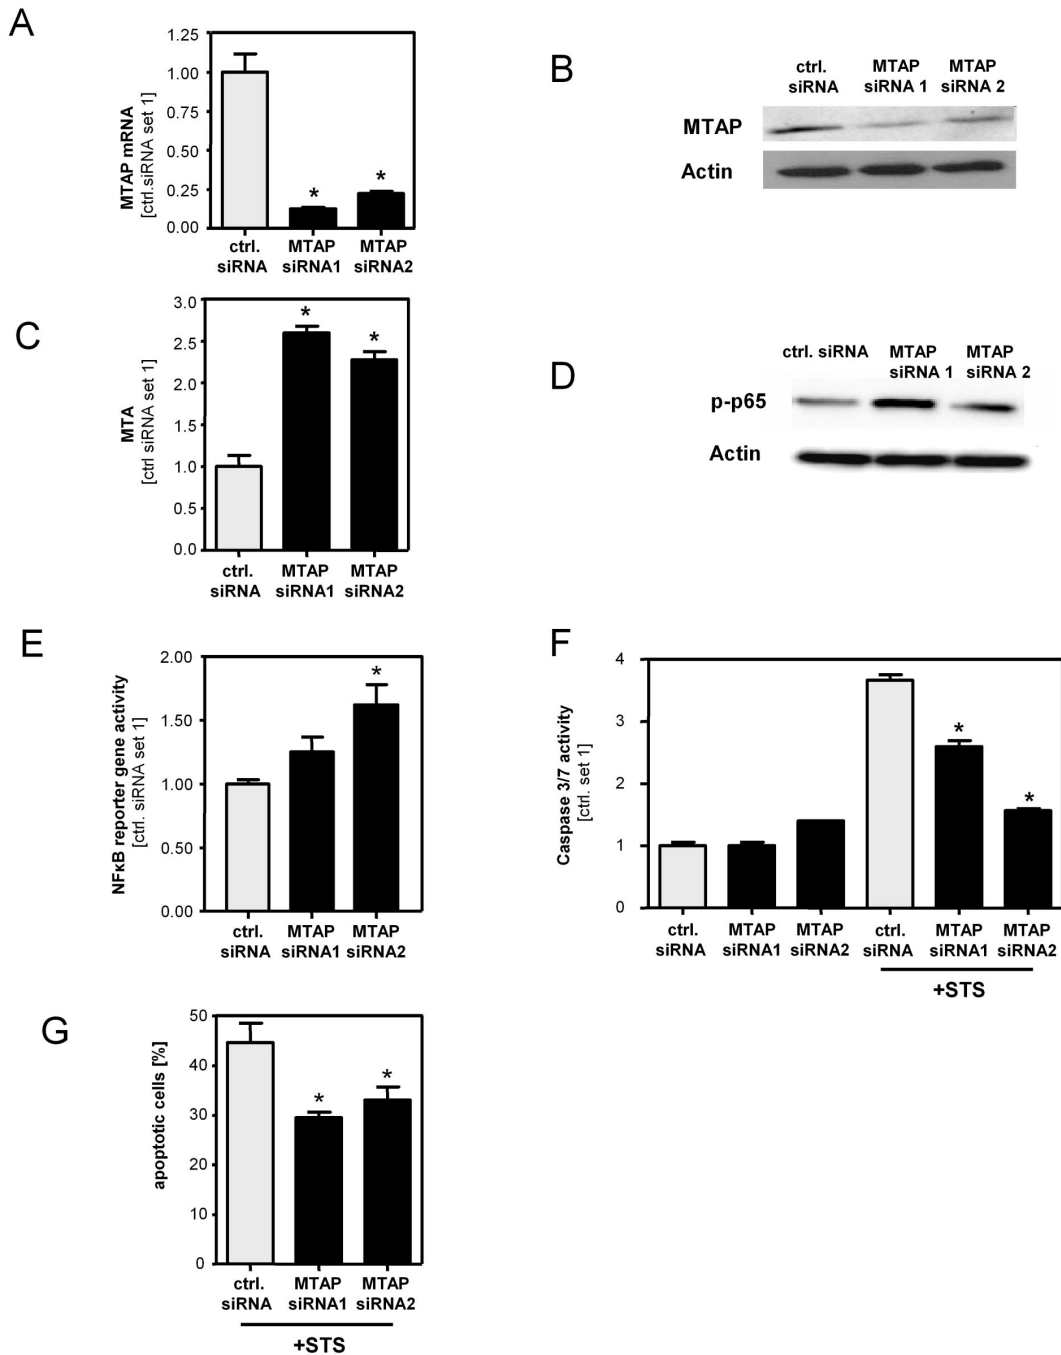 A
MTAP mRNA
[ctrl.siRNA set 1]
1.25
1.00
0.75
0.50
0.25
0.00
*
*
ctrl.
siRNA
MTAP
siRNA1
MTAP
siRNA2
B
ctrl.
siRNA
MTAP
siRNA 1
MTAP
siRNA 2
MTAP
Actin
C
MTA
[ctrl siRNA set 1]
3.0
2.5
2.0
1.5
1.0
0.5
0.0
*
*
ctrl.
siRNA
MTAP
siRNA1
MTAP
siRNA2
D
ctrl. siRNA
MTAP
siRNA 1
MTAP
siRNA 2
p-p65
Actin
E
NFκB reporter gene activity
[ctrl. siRNA set 1]
2.00
1.50
1.00
0.50
0.00
*
ctrl.
siRNA
MTAP
siRNA1
MTAP
siRNA2
F
Caspase 3/7 activity
[ctrl. set 1]
4
3
2
1
0
*
*
ctrl.
siRNA
MTAP
siRNA1
MTAP
siRNA2
ctrl.
siRNA
MTAP
siRNA1
MTAP
siRNA2
+STS
G
apoptotic cells [%]
50
40
30
20
10
0
*
*
ctrl.
siRNA
MTAP
siRNA1
MTAP
siRNA2
+STS